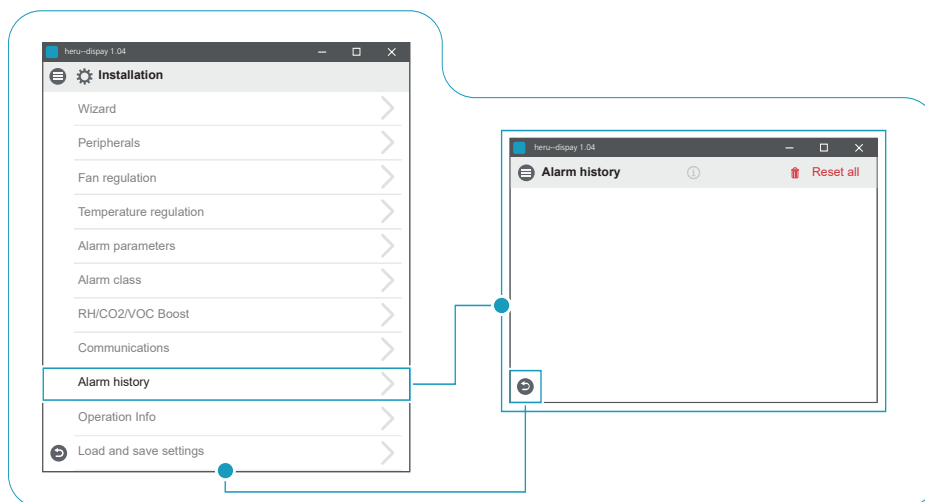 heru--dispay 1.04
Installation
Wizard
Peripherals
Fan regulation
Temperature regulation
Alarm parameters
Alarm class
RH/CO2/VOC Boost
Communications
Alarm history
Operation Info
Load and save settings
heru--dispay 1.04
Alarm history
Reset all